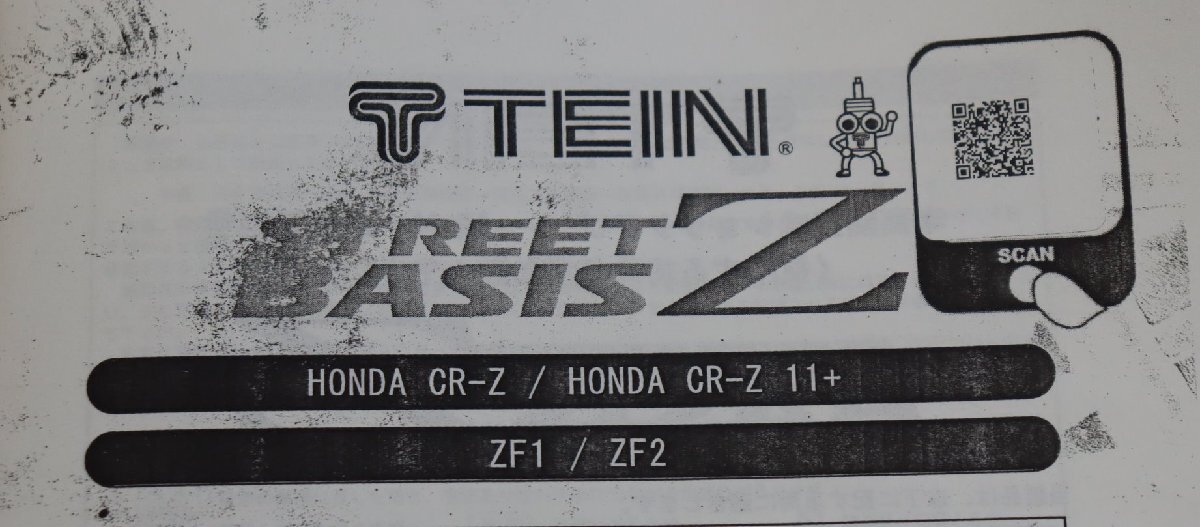 TEIN®
STREET
BASIS Z
SCAN
HONDA CR-Z / HONDA CR-Z 11+
ZF1 / ZF2